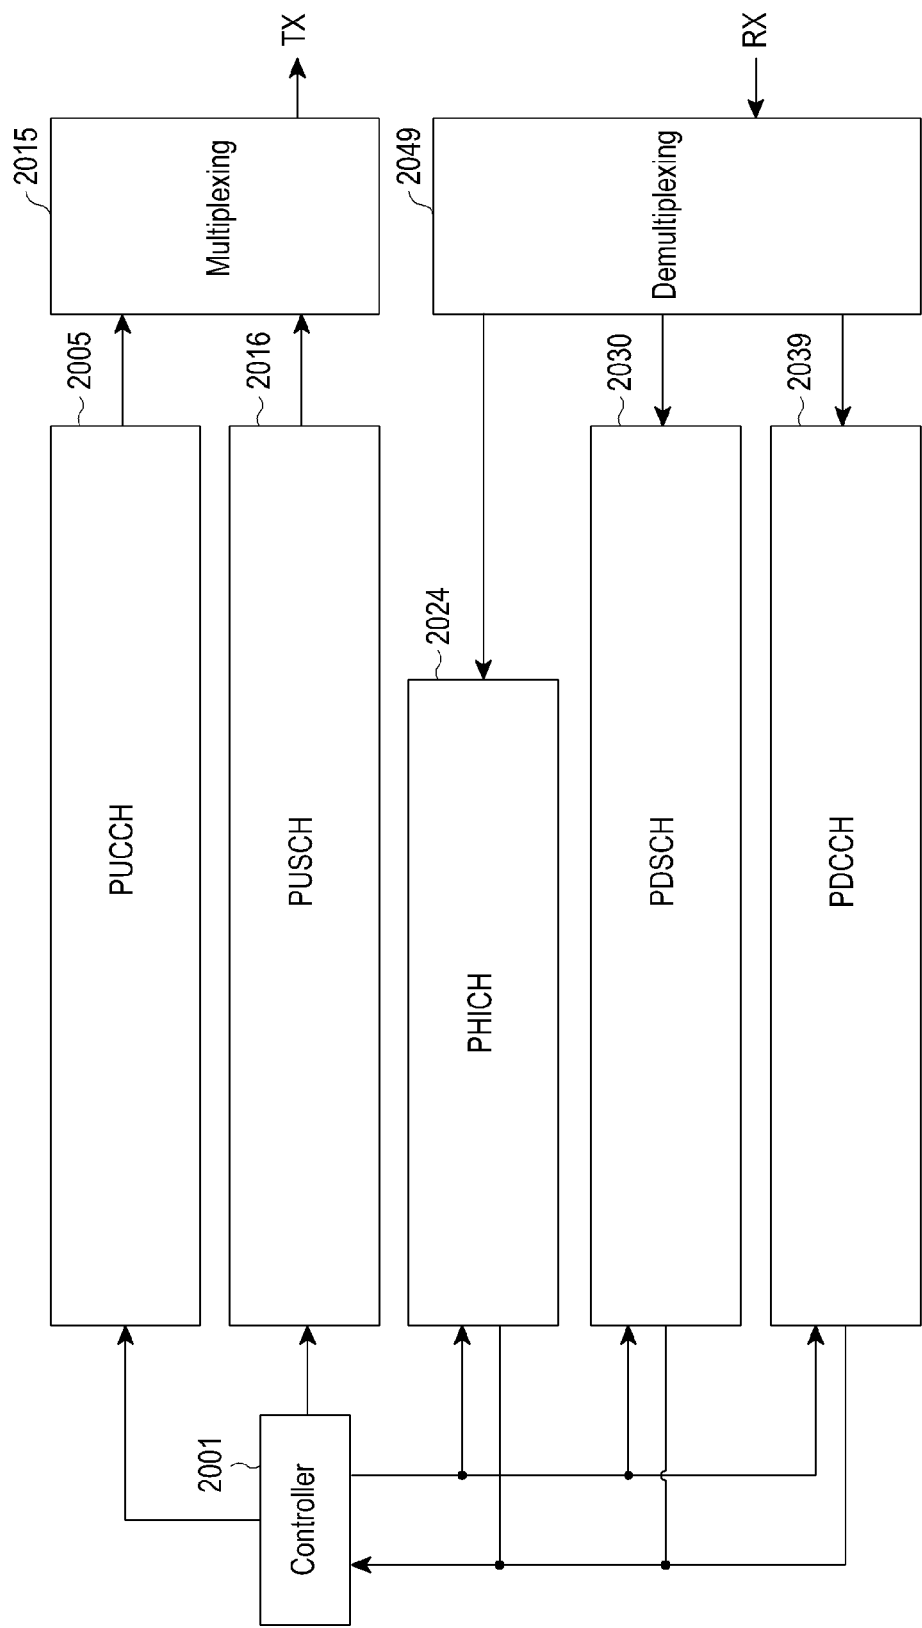 TX
RX
2015
Multiplexing
2049
Demultiplexing
2005
PUCCH
2016
PUSCH
2024
PHICH
2030
PDSCH
2039
PDCCH
2001
Controller